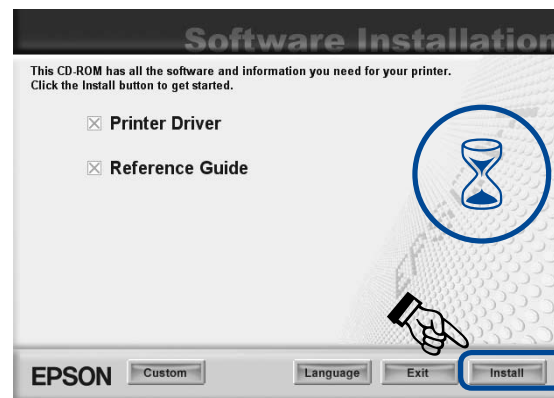 Software Installation
This CD-ROM has all the software and information you need for your printer.
Click the Install button to get started.
Printer Driver
Reference Guide
EPSON
EPSON Custom Language Exit Install